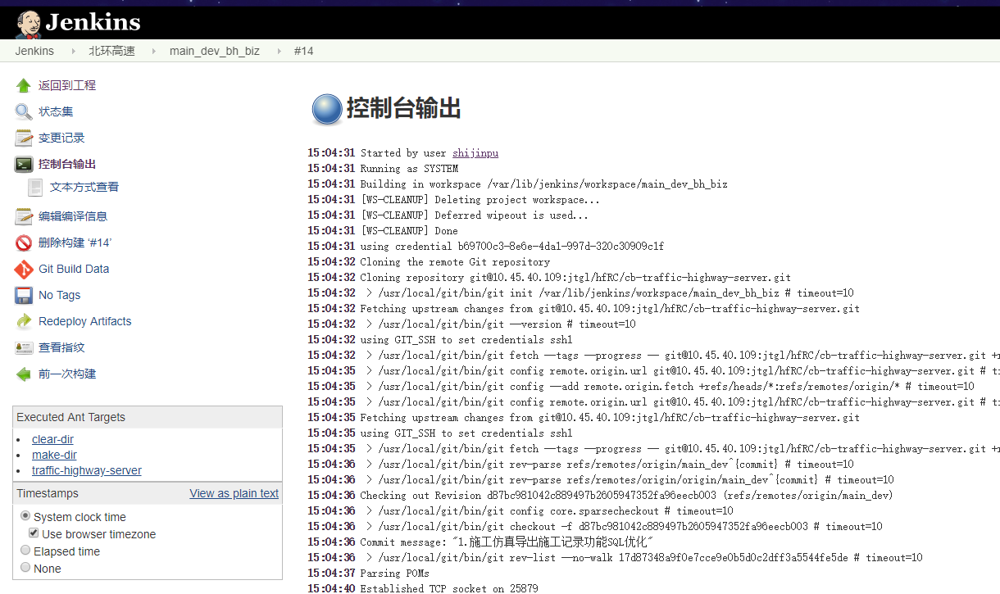 Jenkins
Jenkins 北环高速 main_dev_bh_biz #14
返回到工程
状态集
变更记录
控制台输出
文本方式查看
编辑编译信息
删除构建 ‘#14’
Git Build Data
No Tags
Redeploy Artifacts
查看指纹
前一次构建
Executed Ant Targets
clear-dir
make-dir
traffic-highway-server
Timestamps View as plain text
System clock time
Use browser timezone
Elapsed time
None
控制台输出
15:04:31 Started by user shijinpu
15:04:31 Running as SYSTEM
15:04:31 Building in workspace /var/lib/jenkins/workspace/main_dev_bh_biz
15:04:31 [WS-CLEANUP] Deleting project workspace...
15:04:31 [WS-CLEANUP] Deferred wipeout is used...
15:04:31 [WS-CLEANUP] Done
15:04:31 using credential b69700c3-8e6e-4da1-997d-320c30909c1f
15:04:32 Cloning the remote Git repository
15:04:32 Cloning repository git@10.45.40.109:jtgl/hfRC/cb-traffic-highway-server.git
15:04:32 > /usr/local/git/bin/git init /var/lib/jenkins/workspace/main_dev_bh_biz # timeout=10
15:04:32 Fetching upstream changes from git@10.45.40.109:jtgl/hfRC/cb-traffic-highway-server.git
15:04:32 > /usr/local/git/bin/git --version # timeout=10
15:04:32 using GIT_SSH to set credentials ssh1
15:04:32 > /usr/local/git/bin/git fetch --tags --progress -- git@10.45.40.109:jtgl/hfRC/cb-traffic-highway-server.git +r
15:04:35 > /usr/local/git/bin/git config remote.origin.url git@10.45.40.109:jtgl/hfRC/cb-traffic-highway-server.git # ti
15:04:35 > /usr/local/git/bin/git config --add remote.origin.fetch +refs/heads/*:refs/remotes/origin/* # timeout=10
15:04:35 > /usr/local/git/bin/git config remote.origin.url git@10.45.40.109:jtgl/hfRC/cb-traffic-highway-server.git # ti
15:04:35 Fetching upstream changes from git@10.45.40.109:jtgl/hfRC/cb-traffic-highway-server.git
15:04:35 using GIT_SSH to set credentials ssh1
15:04:35 > /usr/local/git/bin/git fetch --tags --progress -- git@10.45.40.109:jtgl/hfRC/cb-traffic-highway-server.git +r
15:04:36 > /usr/local/git/bin/git rev-parse refs/remotes/origin/main_dev^{commit} # timeout=10
15:04:36 > /usr/local/git/bin/git rev-parse refs/remotes/origin/origin/main_dev^{commit} # timeout=10
15:04:36 Checking out Revision d87bc981042c889497b2605947352fa96eecb003 (refs/remotes/origin/main_dev)
15:04:36 > /usr/local/git/bin/git config core.sparsecheckout # timeout=10
15:04:36 > /usr/local/git/bin/git checkout -f d87bc981042c889497b2605947352fa96eecb003 # timeout=10
15:04:36 Commit message: "1.施工仿真导出施工记录功能SQL优化"
15:04:36 > /usr/local/git/bin/git rev-list --no-walk 17d87348a9f0e7cce9e0b5d0c2dff3a5544fe5de # timeout=10
15:04:37 Parsing POMs
15:04:40 Established TCP socket on 25879